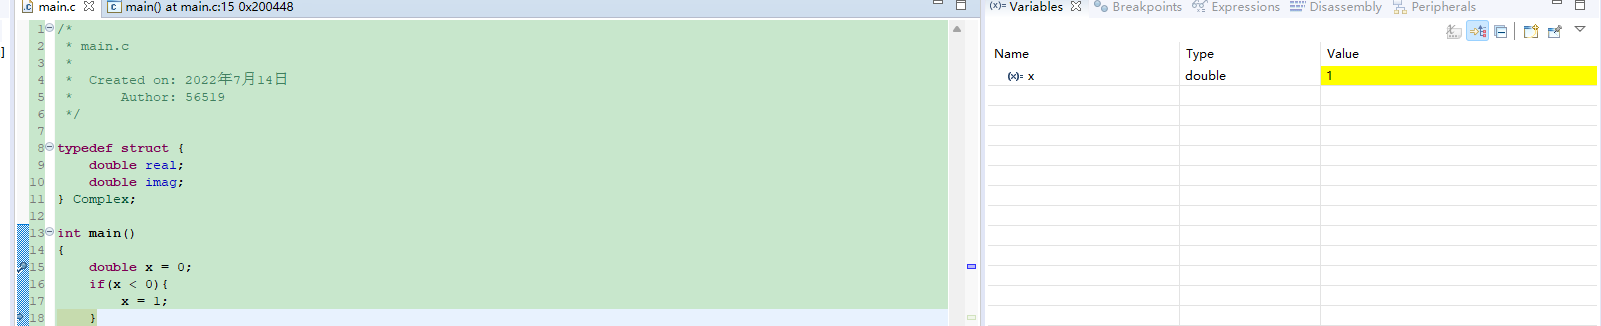 main.c main() at main.c:15 0x200448
(x)= Variables Breakpoints Expressions Disassembly Peripherals
1 /*
2 * main.c
3 *
4 * Created on: 2022年7月14日
5 * Author: 56519
6 */
7
8 typedef struct {
9 double real;
10 double imag;
11 } Complex;
12
13 int main()
14 {
15 double x = 0;
16 if(x < 0){
17 x = 1;
18 }
]
Name Type Value
(x)= x double 1